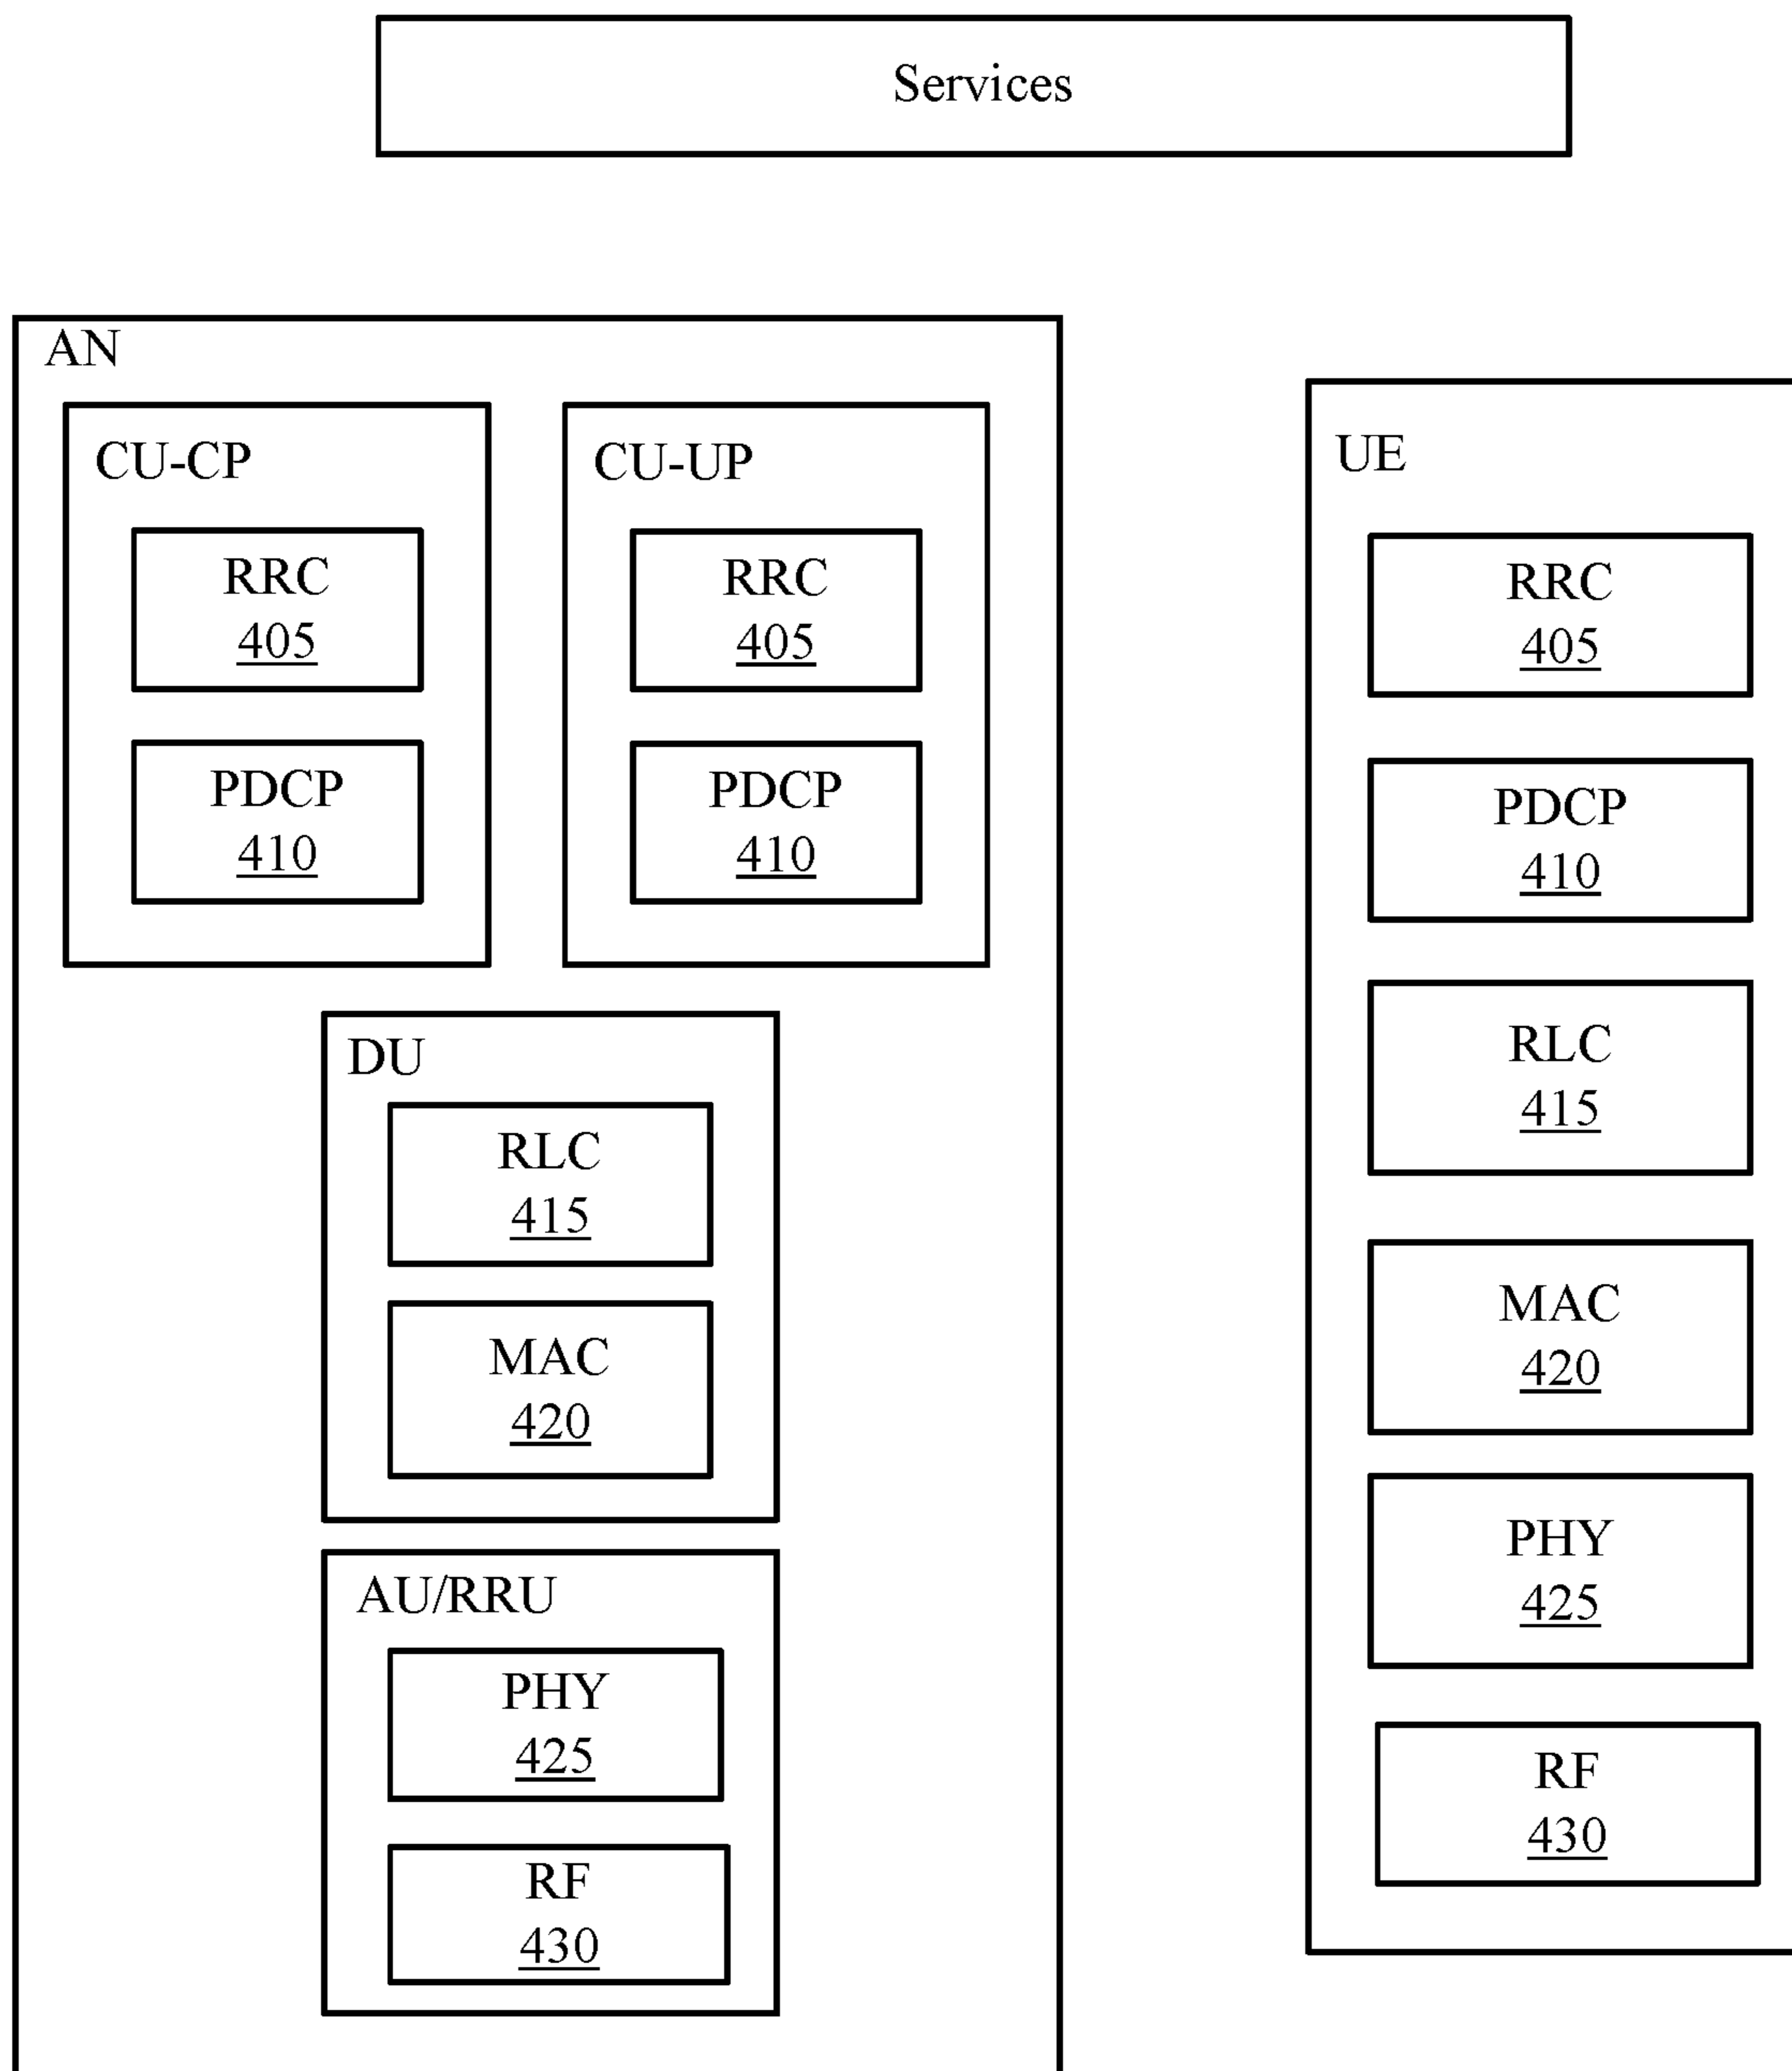 Services
AN
CU-CP
RRC
405
PDCP
410
CU-UP
RRC
405
PDCP
410
DU
RLC
415
MAC
420
AU/RRU
PHY
425
RF
430
UE
RRC
405
PDCP
410
RLC
415
MAC
420
PHY
425
RF
430